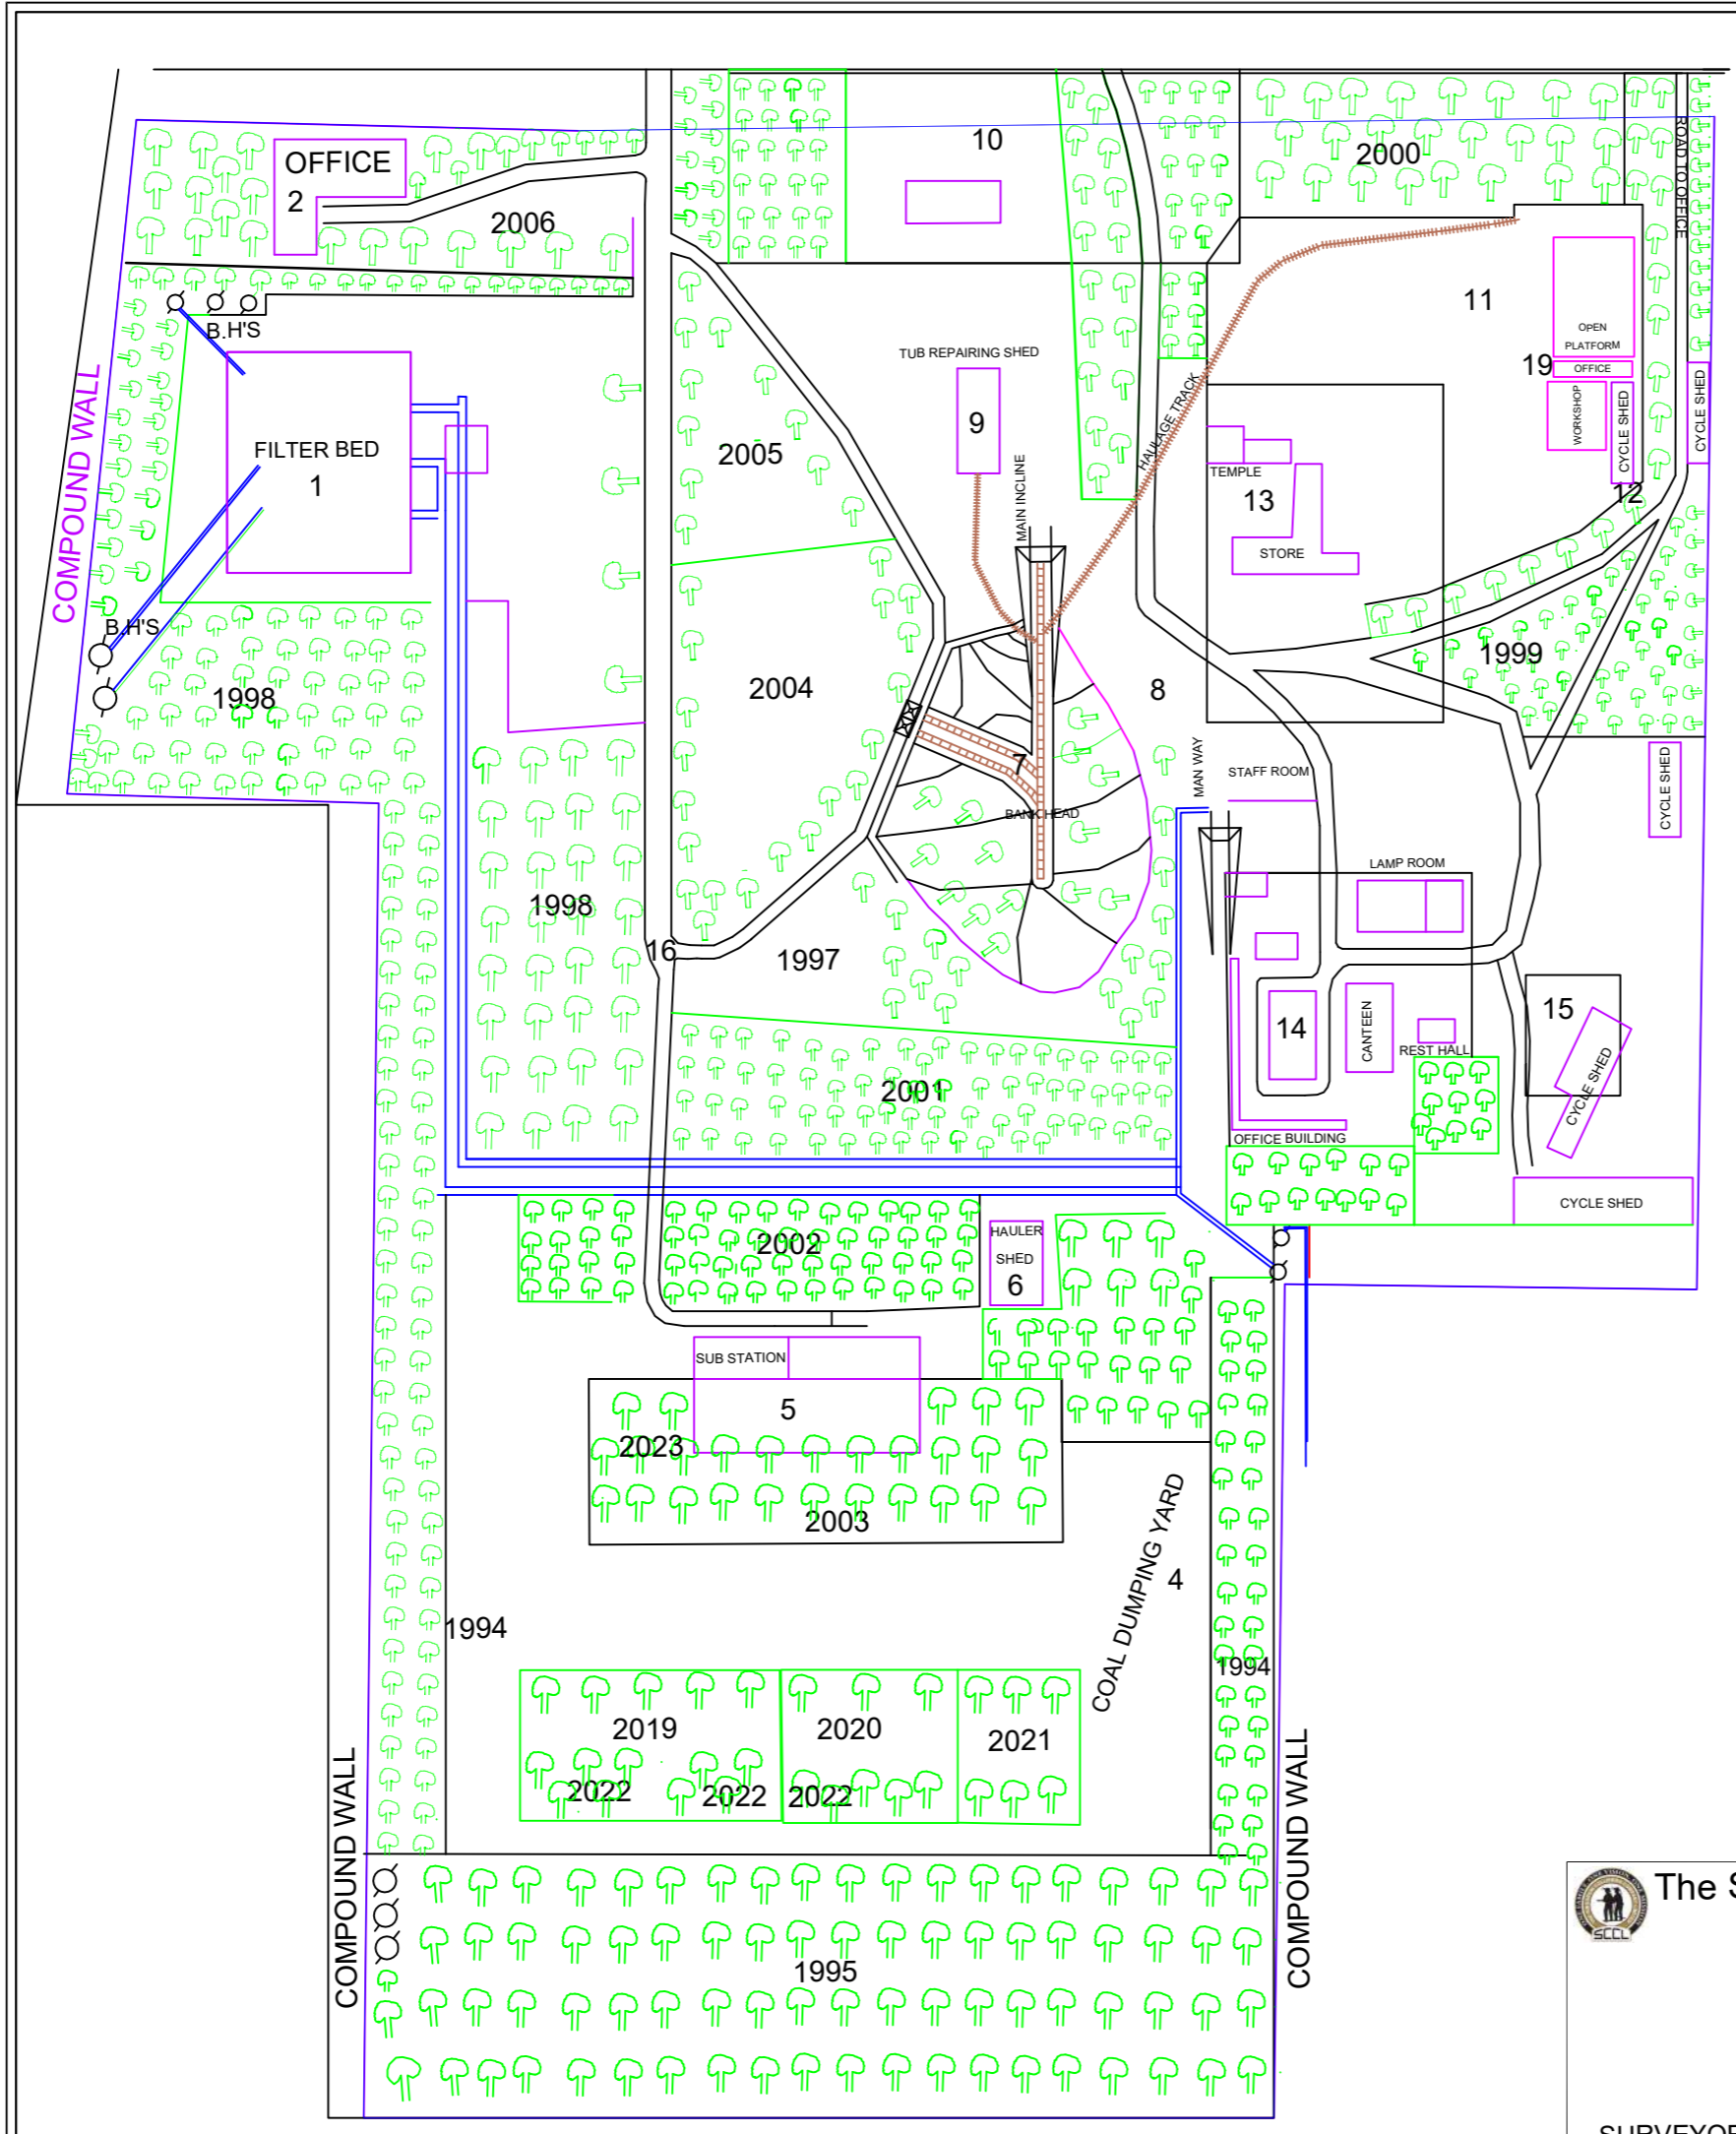 OFFICE
2
2006
10
2000
ROAD TO OFFICE
B.H'S
11
OPEN
PLATFORM
19
OFFICE
WORKSHOP
CYCLE SHED
CYCLE SHED
12
TUB REPAIRING SHED
9
COMPOUND WALL
FILTER BED
1
2005
MAIN INCLINE
HAULAGE TRACK
TEMPLE
13
STORE
B.H'S
1998
2004
8
1999
7
BANK HEAD
MAN WAY
STAFF ROOM
CYCLE SHED
LAMP ROOM
1998
16
1997
14
CANTEEN
REST HALL
15
CYCLE SHED
2001
OFFICE BUILDING
CYCLE SHED
2002
HAULER
SHED
6
SUB STATION
5
2023
2003
COAL DUMPING YARD
4
1994
1994
2019
2020
2021
2022
2022
2022
COMPOUND WALL
COMPOUND WALL
1995
SCCL
The S
SURVEYOR